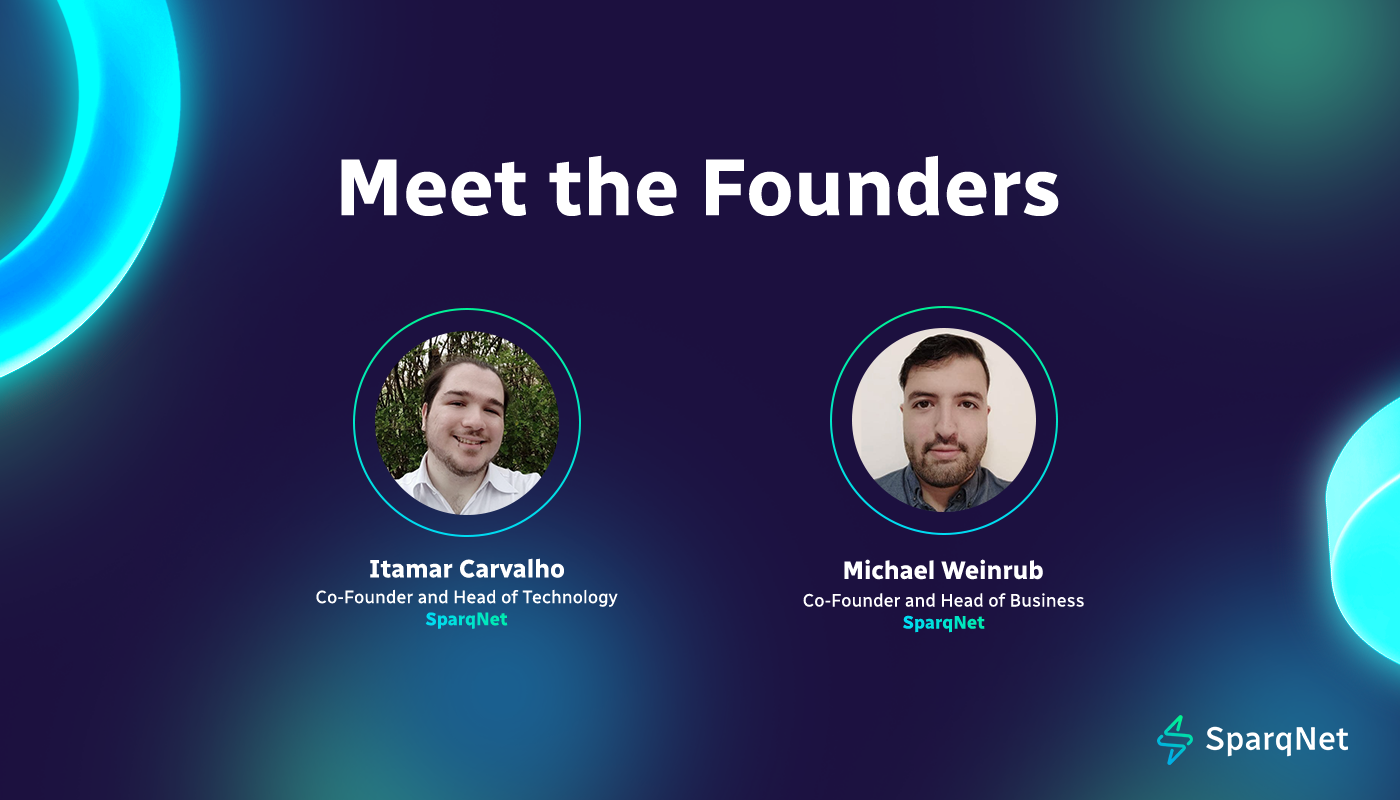 Meet the Founders
Itamar Carvalho
Co-Founder and Head of Technology
SparqNet
Michael Weinrub
Co-Founder and Head of Business
SparqNet
SparqNet